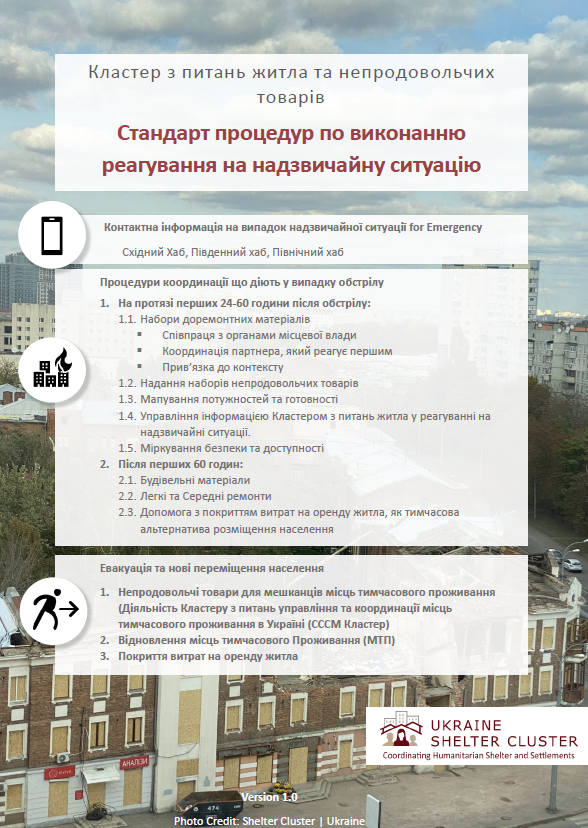 Кластер з питань житла та непродовольчих
товарів
Стандарт процедур по виконанню
реагування на надзвичайну ситуацію
Контактна інформація на випадок надзвичайної ситуації for Emergency
Східний Хаб, Південний хаб, Північний хаб
Процедури координації що діють у випадку обстрілу
1. На протязі перших 24-60 години після обстрілу:
1.1. Набори доремонтних матеріалів
▪ Співпраця з органами місцевої влади
▪ Координація партнера, який реагує першим
▪ Прив’язка до контексту
1.2. Надання наборів непродовольчих товарів
1.3. Мапування потужностей та готовності
1.4. Управління інформацією Кластером з питань житла у реагуванні на
надзвичайні ситуації.
1.5. Міркування безпеки та доступності
2. Після перших 60 годин:
2.1. Будівельні матеріали
2.2. Легкі та Середні ремонти
2.3. Допомога з покриттям витрат на оренду житла, як тимчасова
альтернатива розміщення населення
Евакуація та нові переміщення населення
1. Непродовольчі товари для мешканців місць тимчасового проживання
(Діяльність Кластеру з питань управління та координації місць
тимчасового проживання в Україні (СССМ Кластер)
2. Відновлення місць тимчасового Проживання (МТП)
3. Покриття витрат на оренду житла
UKRAINE
SHELTER CLUSTER
Coordinating Humanitarian Shelter and Settlements
АНАЛІЗИ
Version 1.0
Photo Credit: Shelter Cluster | Ukraine